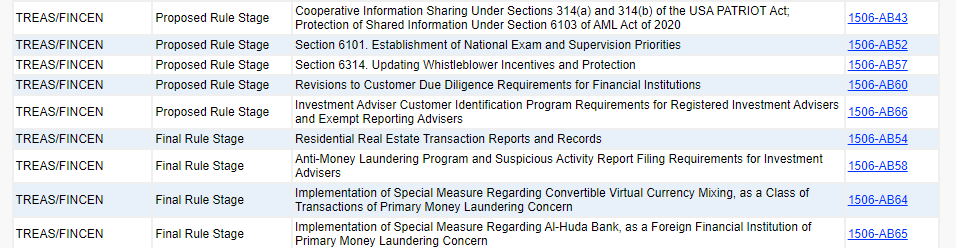 TREAS/FINCEN Proposed Rule Stage Cooperative Information Sharing Under Sections 314(a) and 314(b) of the USA PATRIOT Act; 1506-AB43
Protection of Shared Information Under Section 6103 of AML Act of 2020
TREAS/FINCEN Proposed Rule Stage Section 6101. Establishment of National Exam and Supervision Priorities 1506-AB52
TREAS/FINCEN Proposed Rule Stage Section 6314. Updating Whistleblower Incentives and Protection 1506-AB57
TREAS/FINCEN Proposed Rule Stage Revisions to Customer Due Diligence Requirements for Financial Institutions 1506-AB60
TREAS/FINCEN Proposed Rule Stage Investment Adviser Customer Identification Program Requirements for Registered Investment Advisers 1506-AB66
and Exempt Reporting Advisers
TREAS/FINCEN Final Rule Stage Residential Real Estate Transaction Reports and Records 1506-AB54
TREAS/FINCEN Final Rule Stage Anti-Money Laundering Program and Suspicious Activity Report Filing Requirements for Investment 1506-AB58
Advisers
TREAS/FINCEN Final Rule Stage Implementation of Special Measure Regarding Convertible Virtual Currency Mixing, as a Class of 1506-AB64
Transactions of Primary Money Laundering Concern
TREAS/FINCEN Final Rule Stage Implementation of Special Measure Regarding Al-Huda Bank, as a Foreign Financial Institution of 1506-AB65
Primary Money Laundering Concern